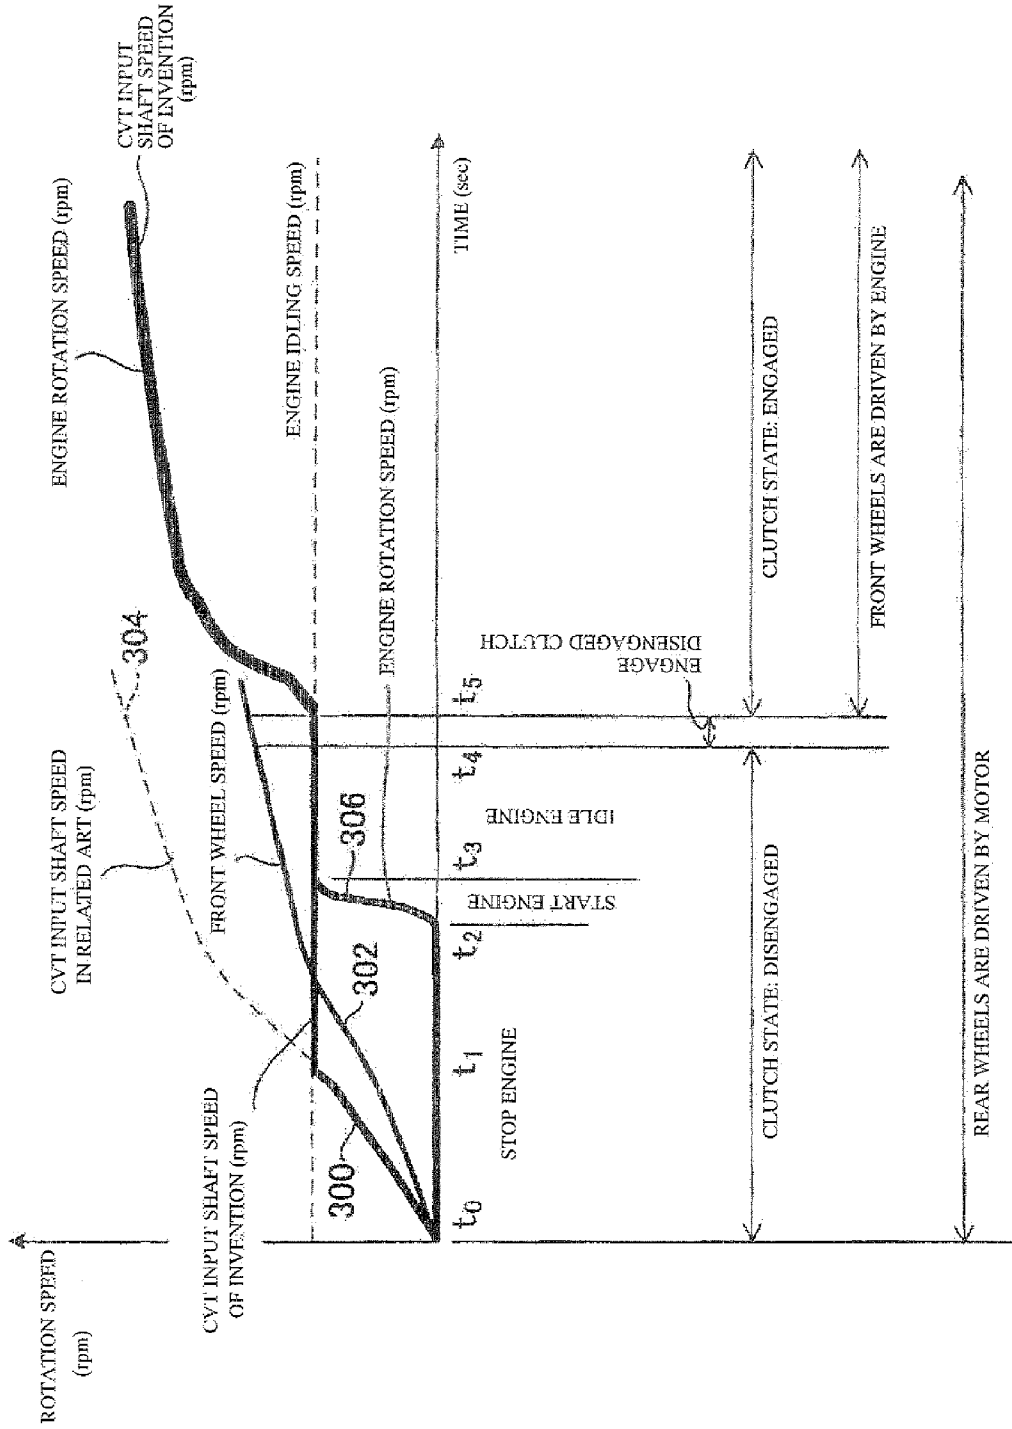 ROTATION SPEED
(rpm)
CVT INPUT SHAFT SPEED
IN RELATED ART (rpm)
304
ENGINE ROTATION SPEED (rpm)
CVT INPUT
SHAFT SPEED
OF INVENTION
(rpm)
CVT INPUT SHAFT SPEED
OF INVENTION (rpm)
FRONT WHEEL SPEED (rpm)
ENGINE IDLING SPEED (rpm)
300
302
306
ENGINE ROTATION SPEED (rpm)
t0
t1
t2
t3
t4
t5
TIME (sec)
STOP ENGINE
START ENGINE
IDLE ENGINE
ENGAGE
DISENGAGED CLUTCH
CLUTCH STATE: DISENGAGED
CLUTCH STATE: ENGAGED
FRONT WHEELS ARE DRIVEN BY ENGINE
REAR WHEELS ARE DRIVEN BY MOTOR